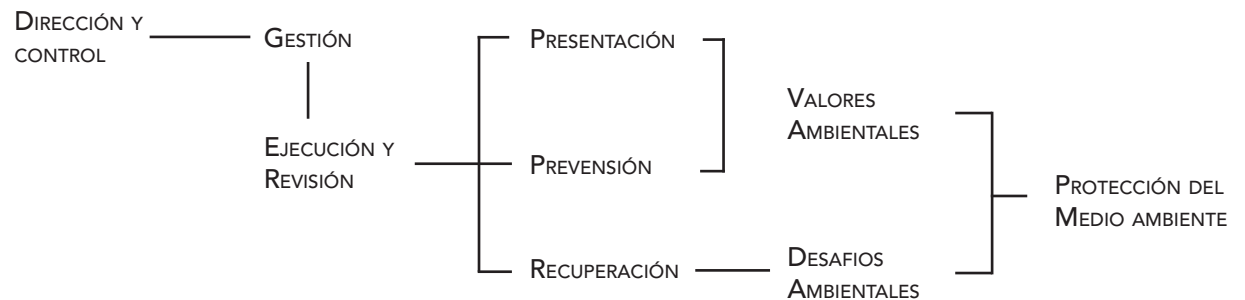 Dirección y
control
Gestión
Ejecución y
Revisión
Presentación
Prevensión
Recuperación
Valores
Ambientales
Desafios
Ambientales
Protección del
Medio ambiente